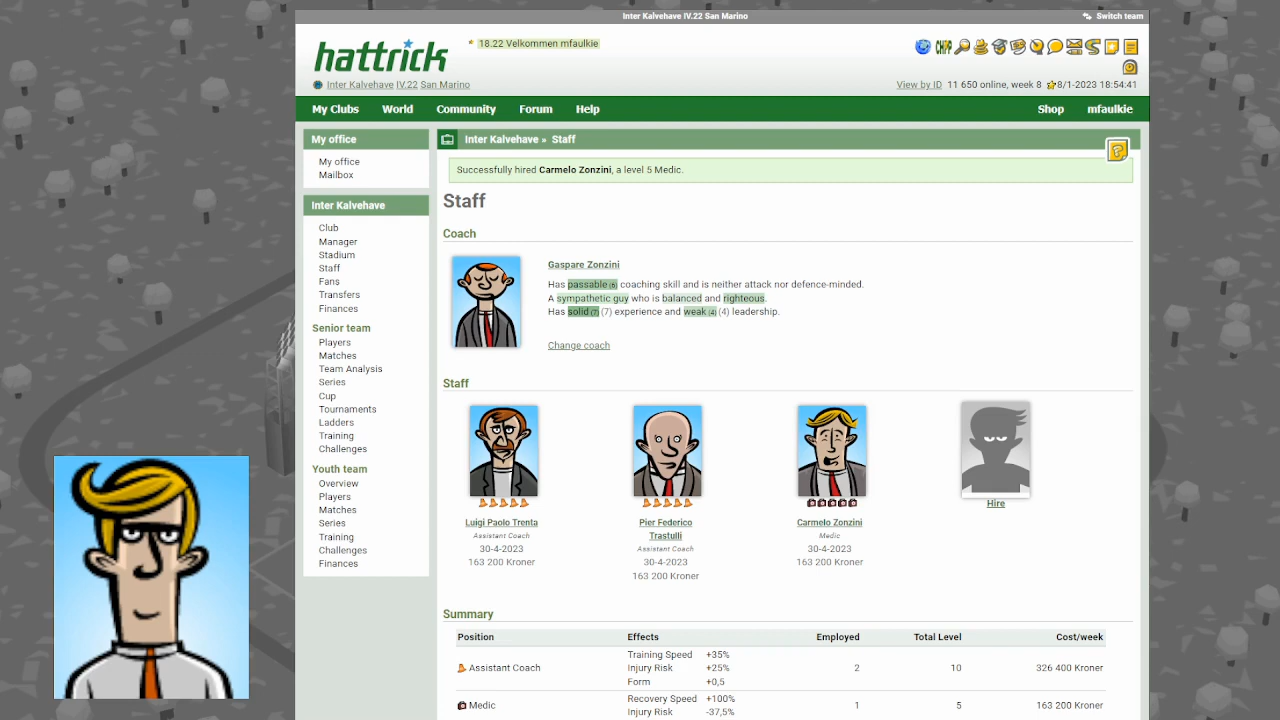 Inter Kalvehave IV.22 San Marino
Switch team
hattrick
18.22 Velkommen mfaulkie
CHPP
Inter Kalvehave IV.22 San Marino
View by ID 11 650 online, week 8 8/1-2023 18:54:41
My Clubs World Community Forum Help Shop mfaulkie
My office
My office
Mailbox
Inter Kalvehave
Club
Manager
Stadium
Staff
Fans
Transfers
Finances
Senior team
Players
Matches
Team Analysis
Series
Cup
Tournaments
Ladders
Training
Challenges
Youth team
Overview
Players
Matches
Series
Training
Challenges
Finances
Inter Kalvehave » Staff
Successfully hired Carmelo Zonzini, a level 5 Medic.
Staff
Coach
Gaspare Zonzini
Has passable (6) coaching skill and is neither attack nor defence-minded.
A sympathetic guy who is balanced and righteous.
Has solid (7) (7) experience and weak (4) (4) leadership.
Change coach
Staff
Luigi Paolo Trenta
Assistant Coach
30-4-2023
163 200 Kroner
Pier Federico
Trastulli
Assistant Coach
30-4-2023
163 200 Kroner
Carmelo Zonzini
Medic
30-4-2023
163 200 Kroner
Hire
Summary
Position Effects Employed Total Level Cost/week
Training Speed +35%
Assistant Coach Injury Risk +25% 2 10 326 400 Kroner
Form +0,5
Recovery Speed +100%
Medic 1 5 163 200 Kroner
Injury Risk -37,5%